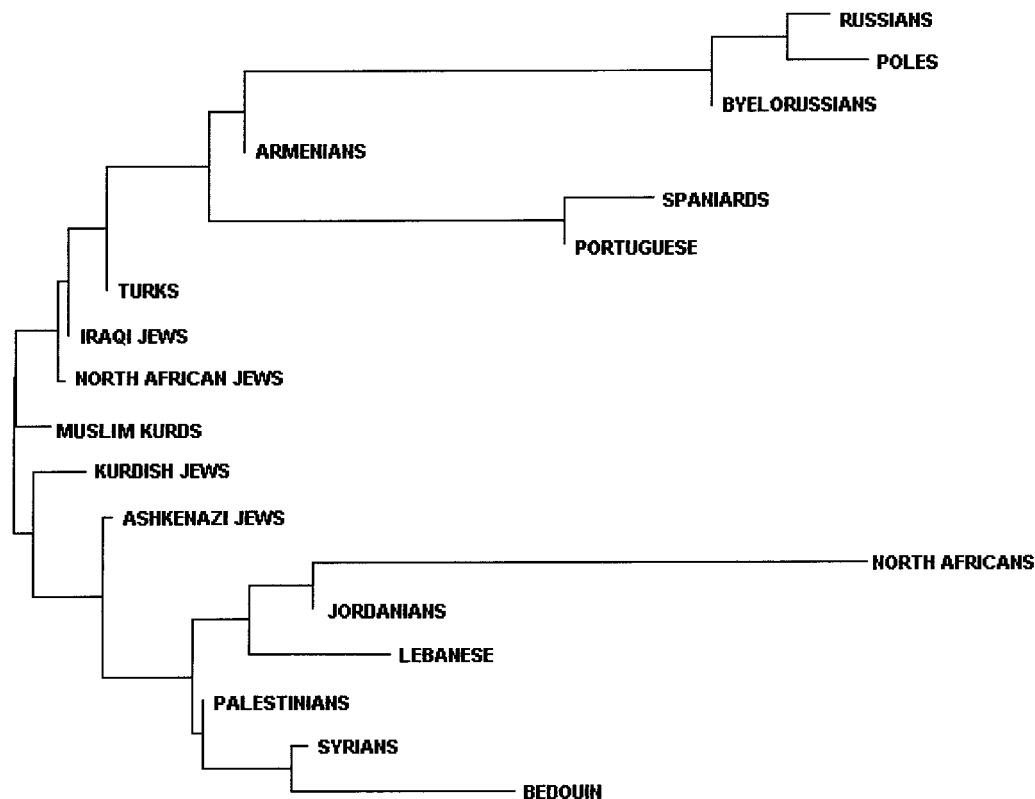 RUSSIANS
POLES
BYELORUSSIANS
ARMENIANS
SPANIARDS
PORTUGUESE
TURKS
IRAQI JEWS
NORTH AFRICAN JEWS
MUSLIM KURDS
KURDISH JEWS
ASHKENAZI JEWS
NORTH AFRICANS
JORDANIANS
LEBANESE
PALESTINIANS
SYRIANS
BEDOUIN